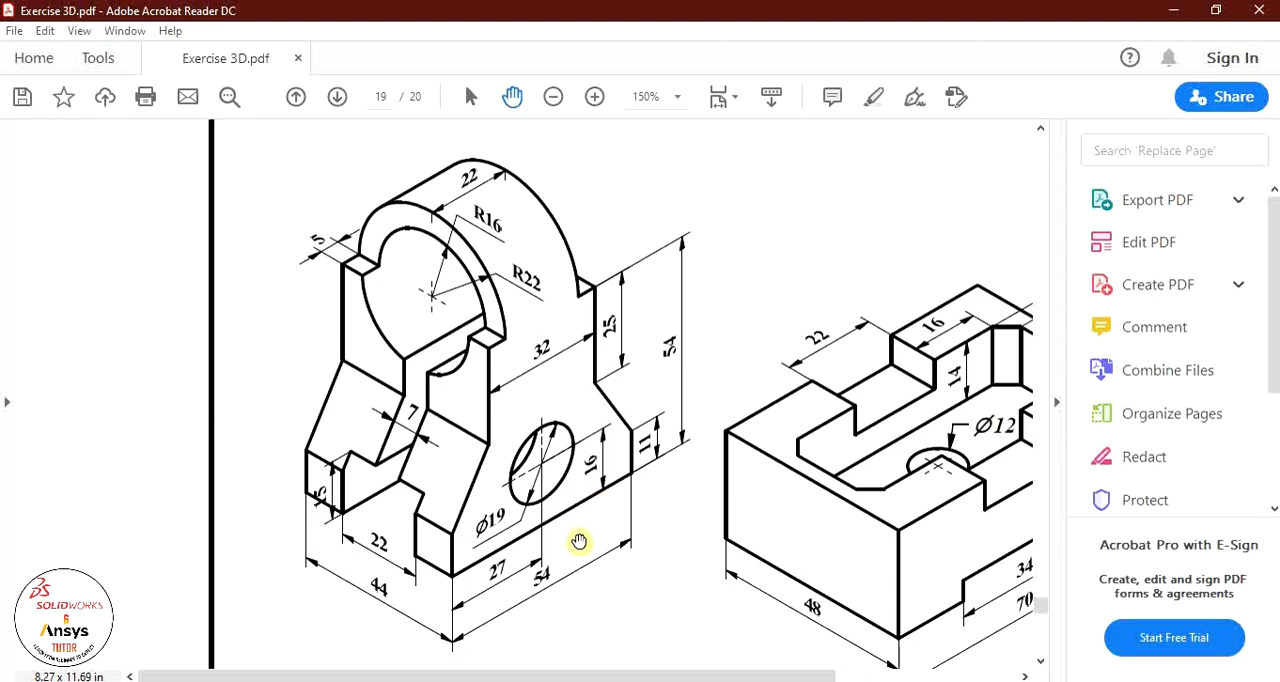 Exercise 3D.pdf - Adobe Acrobat Reader DC
File Edit View Window Help
Home Tools Exercise 3D.pdf × Sign In
19 / 20 150% Share
Search 'Replace Page'
Export PDF
Edit PDF
Create PDF
Comment
Combine Files
Organize Pages
Redact
Protect
Acrobat Pro with E-Sign
Create, edit and sign PDF
forms & agreements
Start Free Trial
22
R16
5
R22
25
54
32
7
11
16
15
Ø19
22
27
54
44
22
16
14
Ø12
34
70
48
SOLIDWORKS
&
Ansys
TUTOR
8.27 x 11.69 in